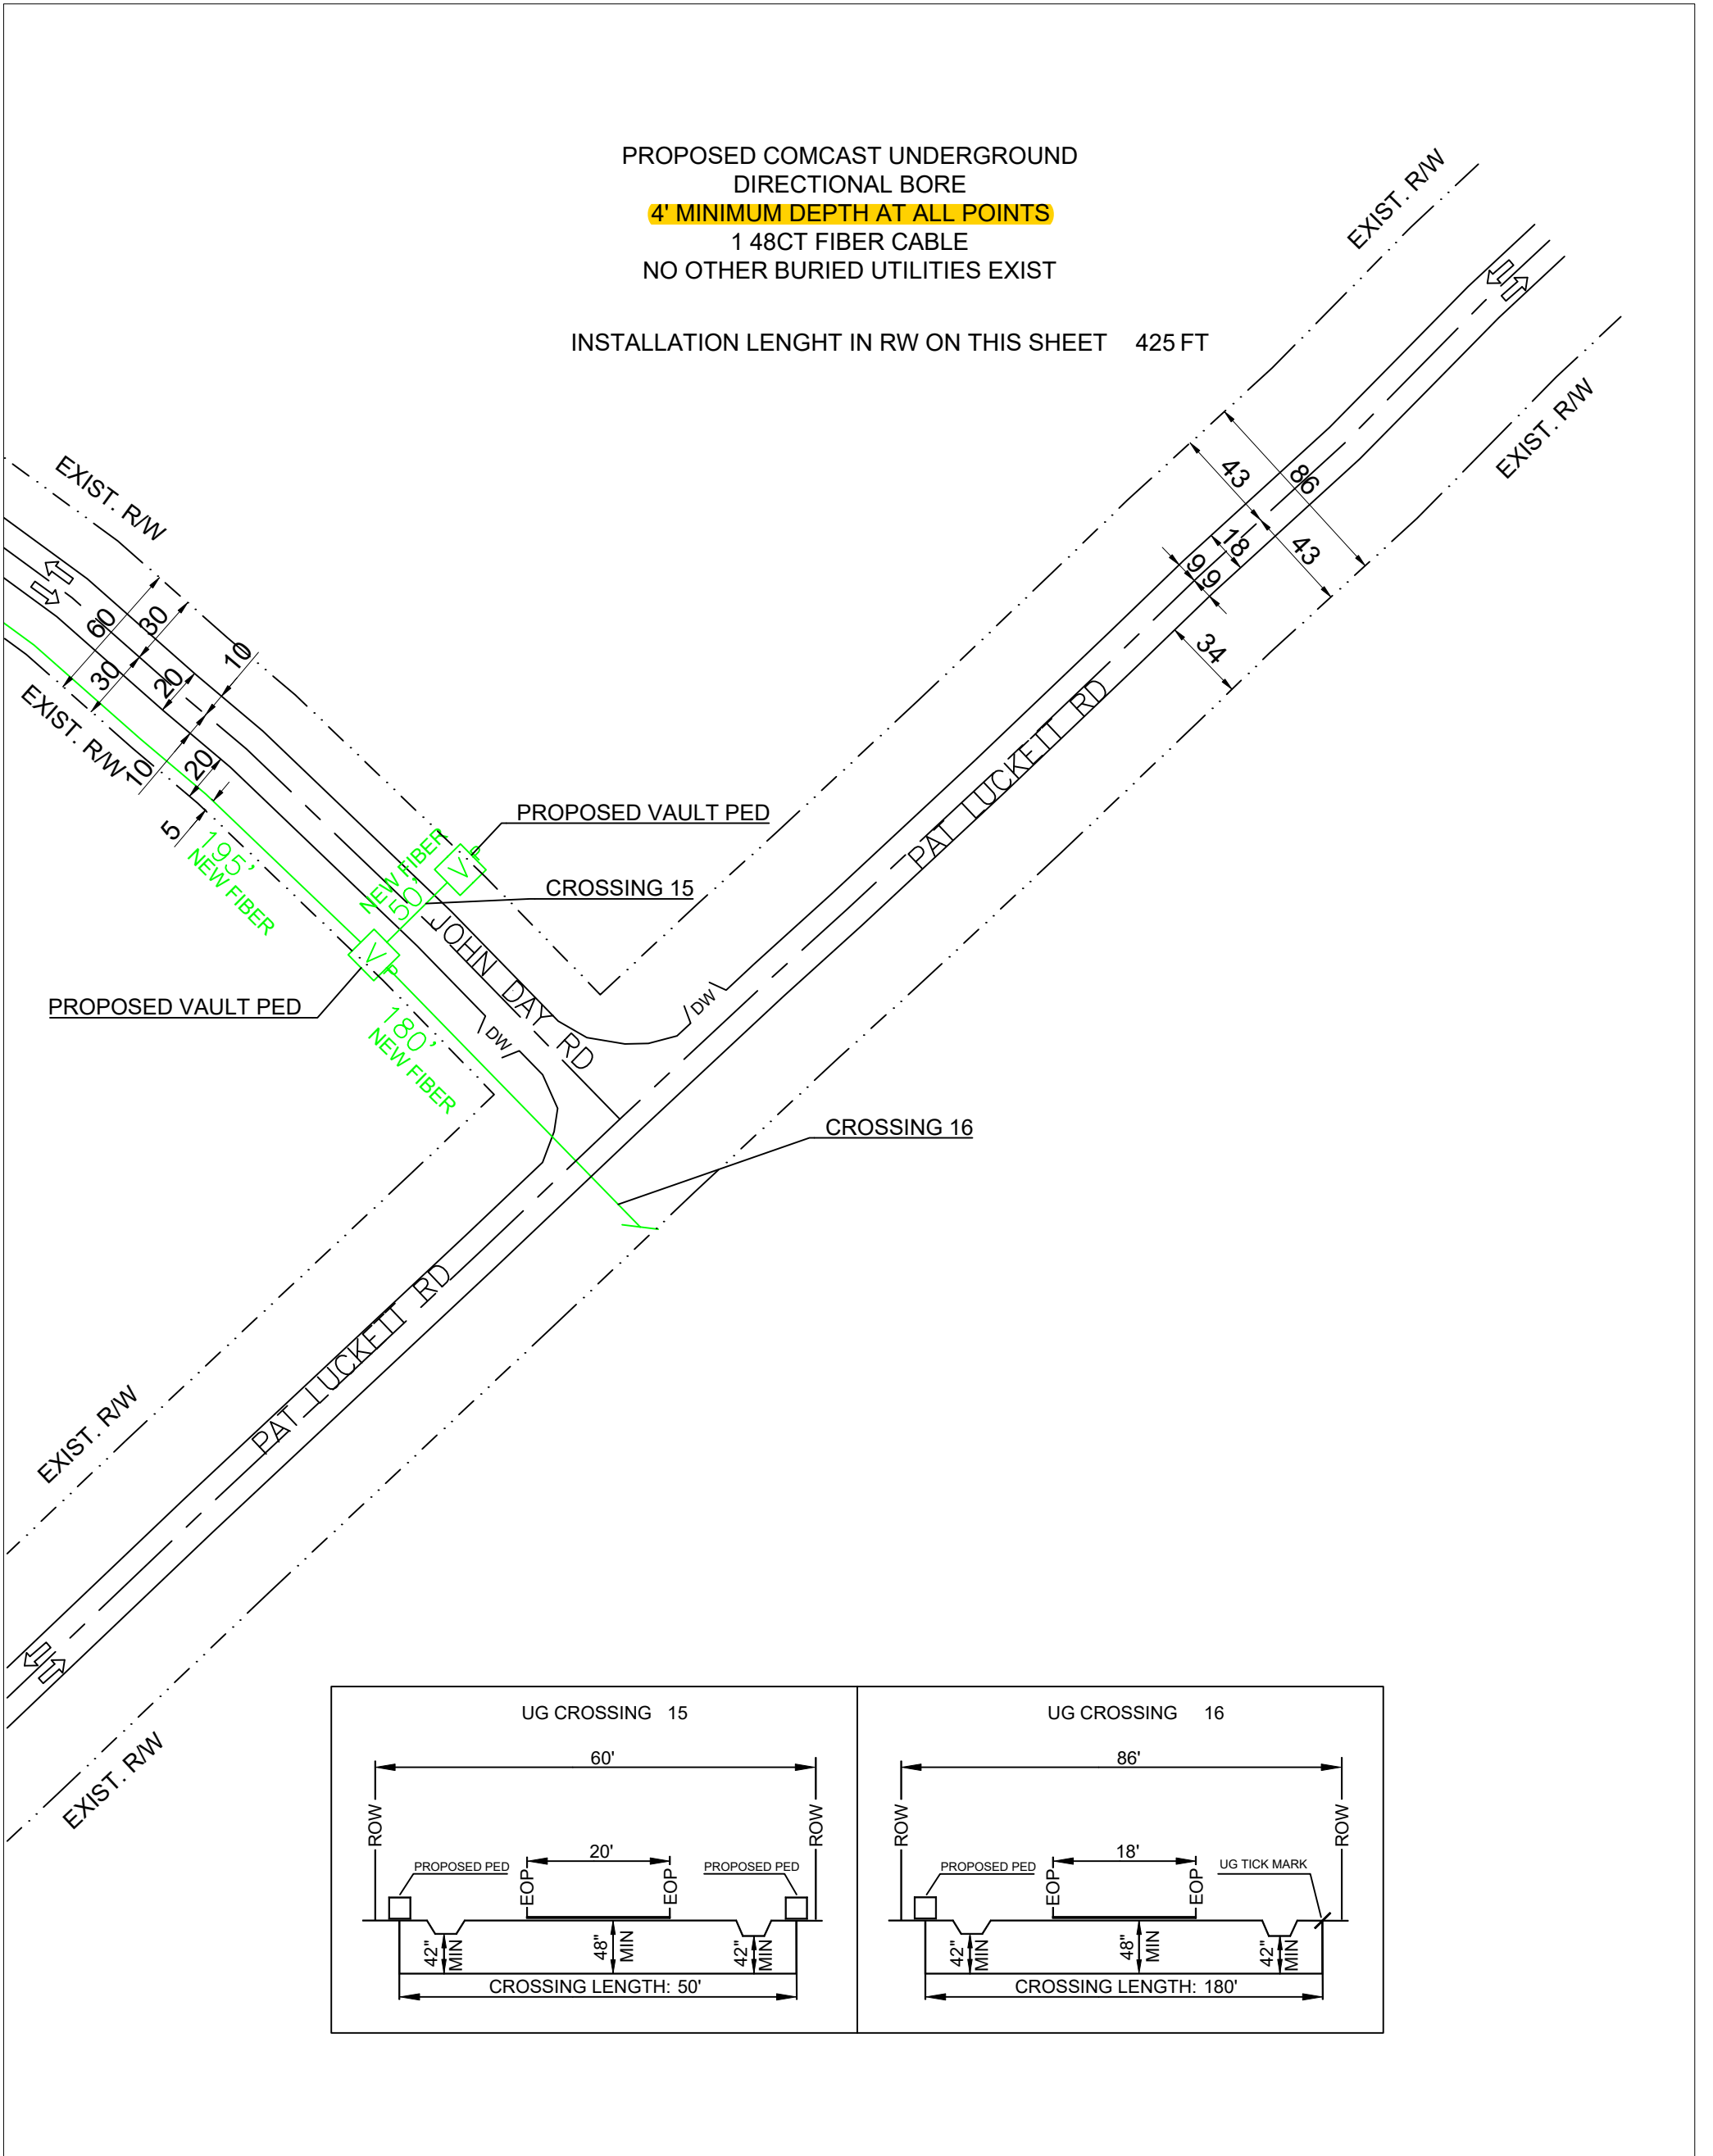 PROPOSED COMCAST UNDERGROUND
DIRECTIONAL BORE
4' MINIMUM DEPTH AT ALL POINTS
1 48CT FIBER CABLE
NO OTHER BURIED UTILITIES EXIST
INSTALLATION LENGHT IN RW ON THIS SHEET 425 FT
EXIST. R/W
EXIST. R/W
43
86
18
43
9
9
34
EXIST. R/W
60
30
10
30
20
EXIST. R/W
10
20
5
195'
NEW FIBER
NEW FIBER
50'
V
P
PROPOSED VAULT PED
CROSSING 15
V
P
PROPOSED VAULT PED
180'
NEW FIBER
JOHN DAY RD
DW
DW
PAT LUCKETT RD
CROSSING 16
PAT LUCKETT RD
EXIST. R/W
EXIST. R/W
UG CROSSING 15
60'
ROW
ROW
20'
PROPOSED PED
EOP
EOP
PROPOSED PED
42" MIN
48" MIN
42" MIN
CROSSING LENGTH: 50'
UG CROSSING 16
86'
ROW
ROW
18'
PROPOSED PED
EOP
EOP
UG TICK MARK
42" MIN
48" MIN
42" MIN
CROSSING LENGTH: 180'